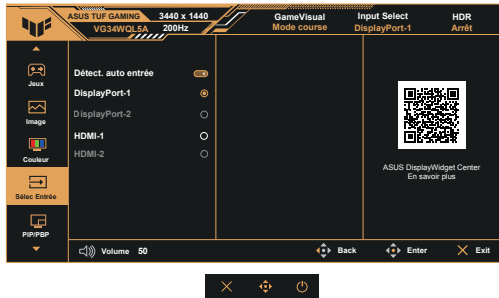 ASUS TUF GAMING 3440 x 1440
VG34WQL5A 200Hz
GameVisual
Mode course
Input Select
DisplayPort-1
HDR
Arrêt
Jeux
Image
Couleur
Sélec Entrée
PIP/PBP
Détect. auto entrée
DisplayPort-1
DisplayPort-2
HDMI-1
HDMI-2
ASUS DisplayWidget Center
En savoir plus
Volume 50
Back
Enter
Exit